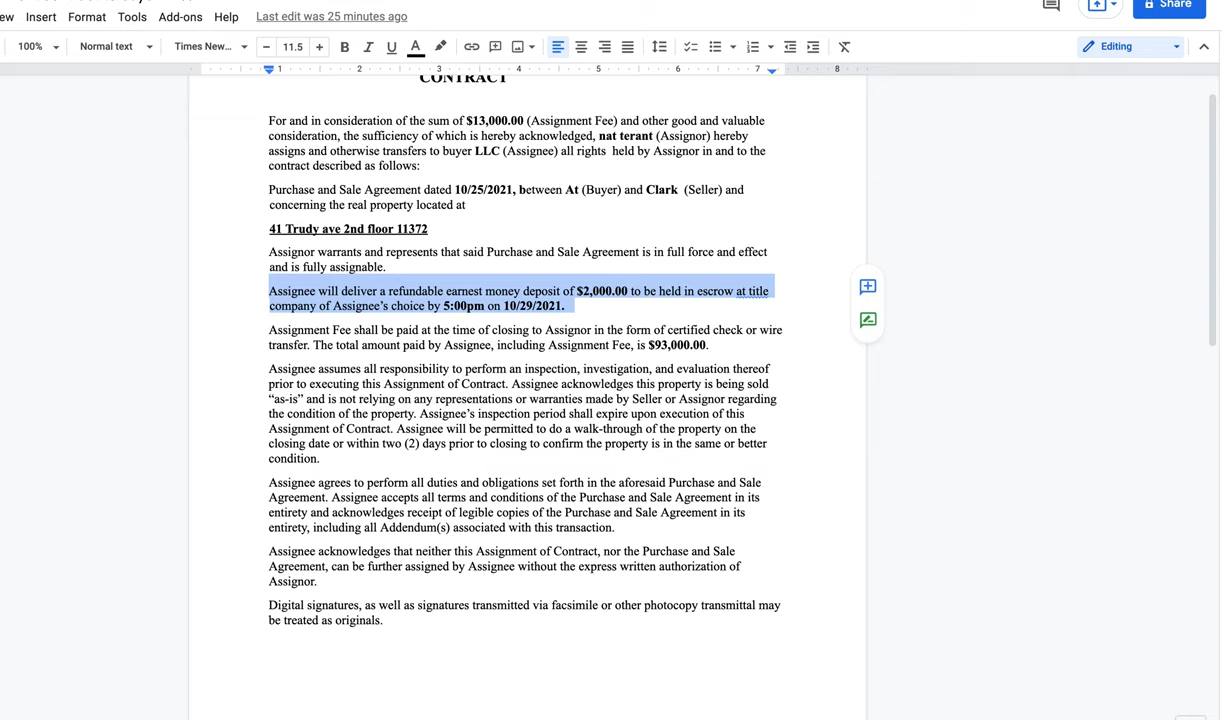 ew Insert Format Tools Add-ons Help Last edit was 25 minutes ago
Share
100% Normal text Times New... − 11.5 + B I U A Editing
1 2 3 4 5 6 7 8
CONTRACT
For and in consideration of the sum of $13,000.00 (Assignment Fee) and other good and valuable
consideration, the sufficiency of which is hereby acknowledged, nat terant (Assignor) hereby
assigns and otherwise transfers to buyer LLC (Assignee) all rights held by Assignor in and to the
contract described as follows:
Purchase and Sale Agreement dated 10/25/2021, between At (Buyer) and Clark (Seller) and
concerning the real property located at
41 Trudy ave 2nd floor 11372
Assignor warrants and represents that said Purchase and Sale Agreement is in full force and effect
and is fully assignable.
Assignee will deliver a refundable earnest money deposit of $2,000.00 to be held in escrow at title
company of Assignee’s choice by 5:00pm on 10/29/2021.
Assignment Fee shall be paid at the time of closing to Assignor in the form of certified check or wire
transfer. The total amount paid by Assignee, including Assignment Fee, is $93,000.00.
Assignee assumes all responsibility to perform an inspection, investigation, and evaluation thereof
prior to executing this Assignment of Contract. Assignee acknowledges this property is being sold
“as-is” and is not relying on any representations or warranties made by Seller or Assignor regarding
the condition of the property. Assignee’s inspection period shall expire upon execution of this
Assignment of Contract. Assignee will be permitted to do a walk-through of the property on the
closing date or within two (2) days prior to closing to confirm the property is in the same or better
condition.
Assignee agrees to perform all duties and obligations set forth in the aforesaid Purchase and Sale
Agreement. Assignee accepts all terms and conditions of the Purchase and Sale Agreement in its
entirety and acknowledges receipt of legible copies of the Purchase and Sale Agreement in its
entirety, including all Addendum(s) associated with this transaction.
Assignee acknowledges that neither this Assignment of Contract, nor the Purchase and Sale
Agreement, can be further assigned by Assignee without the express written authorization of
Assignor.
Digital signatures, as well as signatures transmitted via facsimile or other photocopy transmittal may
be treated as originals.